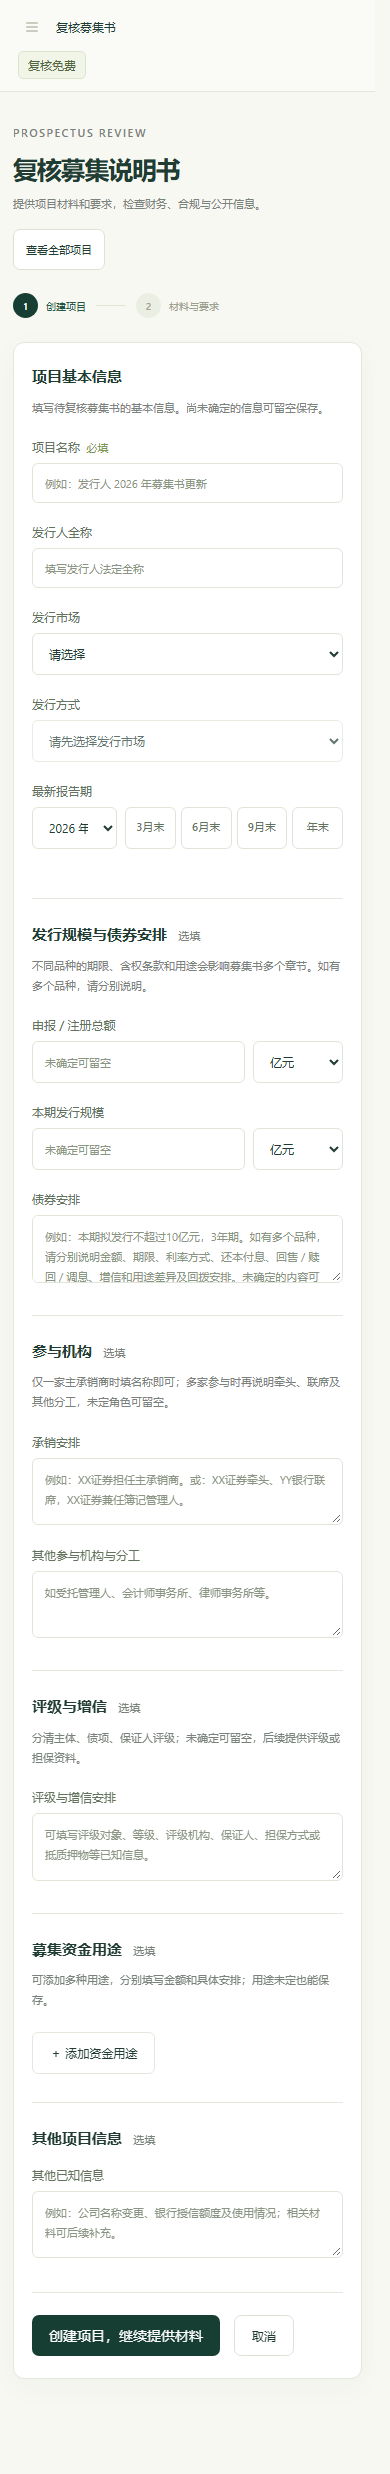 复核募集书
复核免费
PROSPECTUS REVIEW
复核募集说明书
提供项目材料和要求，检查财务、合规与公开信息。
查看全部项目
1 创建项目 2 材料与要求
项目基本信息
填写待复核募集书的基本信息。尚未确定的信息可留空保存。
项目名称 必填
例如：发行人 2026 年募集书更新
发行人全称
填写发行人法定全称
发行市场
请选择
发行方式
请先选择发行市场
最新报告期
2026 年 3月末 6月末 9月末 年末
发行规模与债券安排 选填
不同品种的期限、含权条款和用途会影响募集书多个章节。如有
多个品种，请分别说明。
申报 / 注册总额
未确定可留空 亿元
本期发行规模
未确定可留空 亿元
债券安排
例如：本期拟发行不超过10亿元，3年期。如有多个品种，
请分别说明金额、期限、利率方式、还本付息、回售 / 赎
回 / 调息、增信和用途差异及回拨安排。未确定的内容可
参与机构 选填
仅一家主承销商时填名称即可；多家参与时再说明牵头、联席及
其他分工，未定角色可留空。
承销安排
例如：XX证券担任主承销商。或：XX证券牵头、YY银行联
席，XX证券兼任簿记管理人。
其他参与机构与分工
如受托管理人、会计师事务所、律师事务所等。
评级与增信 选填
分清主体、债项、保证人评级；未确定可留空，后续提供评级或
担保资料。
评级与增信安排
可填写评级对象、等级、评级机构、保证人、担保方式或
抵质押物等已知信息。
募集资金用途 选填
可添加多种用途，分别填写金额和具体安排；用途未定也能保
存。
＋ 添加资金用途
其他项目信息 选填
其他已知信息
例如：公司名称变更、银行授信额度及使用情况；相关材
料可后续补充。
创建项目，继续提供材料 取消